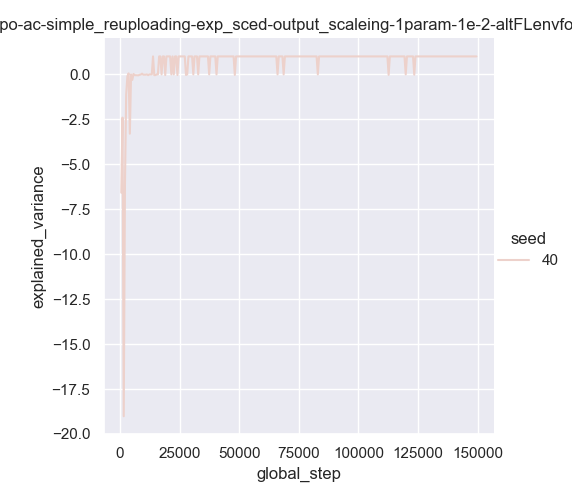 po-ac-simple_reuploading-exp_sced-output_scaleing-1param-1e-2-altFLenvfo
0.0
−2.5
−5.0
−7.5
−10.0
−12.5
−15.0
−17.5
−20.0
explained_variance
0 25000 50000 75000 100000 125000 150000
global_step
seed
40